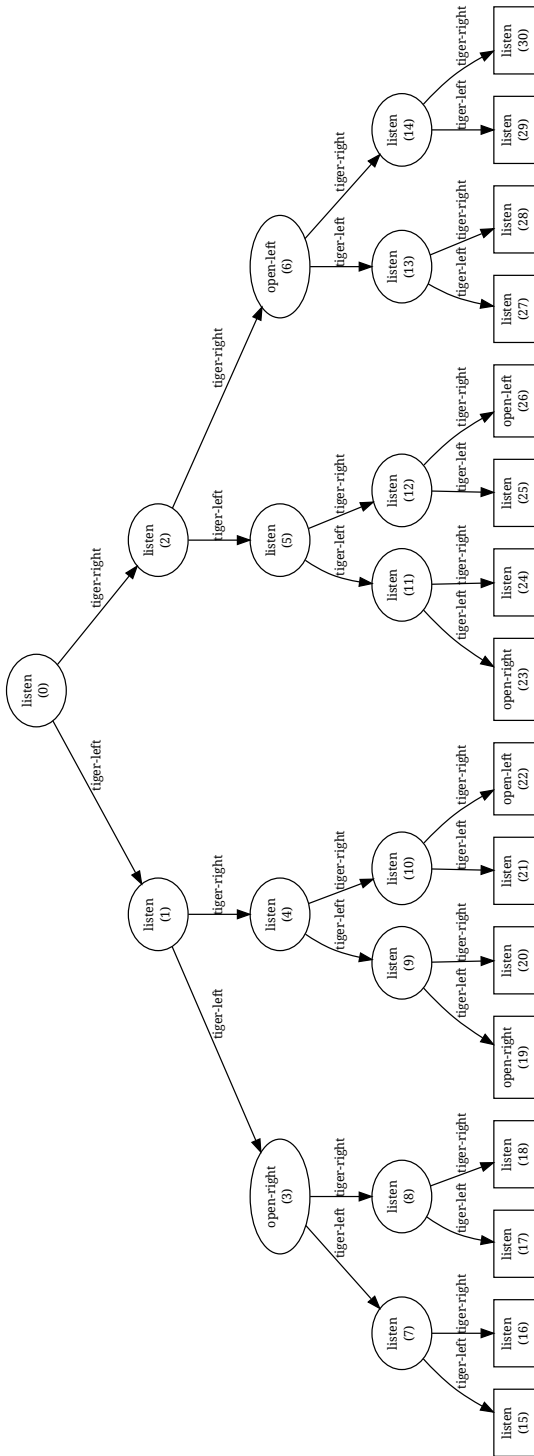 listen
(0)
tiger-left
tiger-right
listen
(1)
listen
(2)
tiger-left
tiger-right
tiger-left
tiger-right
open-right
(3)
listen
(4)
listen
(5)
open-left
(6)
tiger-left
tiger-right
tiger-left
tiger-right
tiger-left
tiger-right
tiger-left
tiger-right
listen
(7)
listen
(8)
listen
(9)
listen
(10)
listen
(11)
listen
(12)
listen
(13)
listen
(14)
tiger-left
tiger-right
tiger-left
tiger-right
tiger-left
tiger-right
tiger-left
tiger-right
tiger-left
tiger-right
tiger-left
tiger-right
tiger-left
tiger-right
tiger-left
tiger-right
listen
(15)
listen
(16)
listen
(17)
listen
(18)
open-right
(19)
listen
(20)
listen
(21)
open-left
(22)
open-right
(23)
listen
(24)
listen
(25)
open-left
(26)
listen
(27)
listen
(28)
listen
(29)
listen
(30)